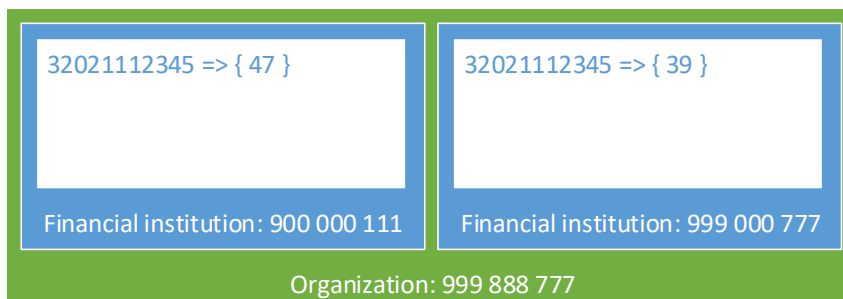 32021112345 => { 47 }
Financial institution: 900 000 111
32021112345 => { 39 }
Financial institution: 999 000 777
Organization: 999 888 777